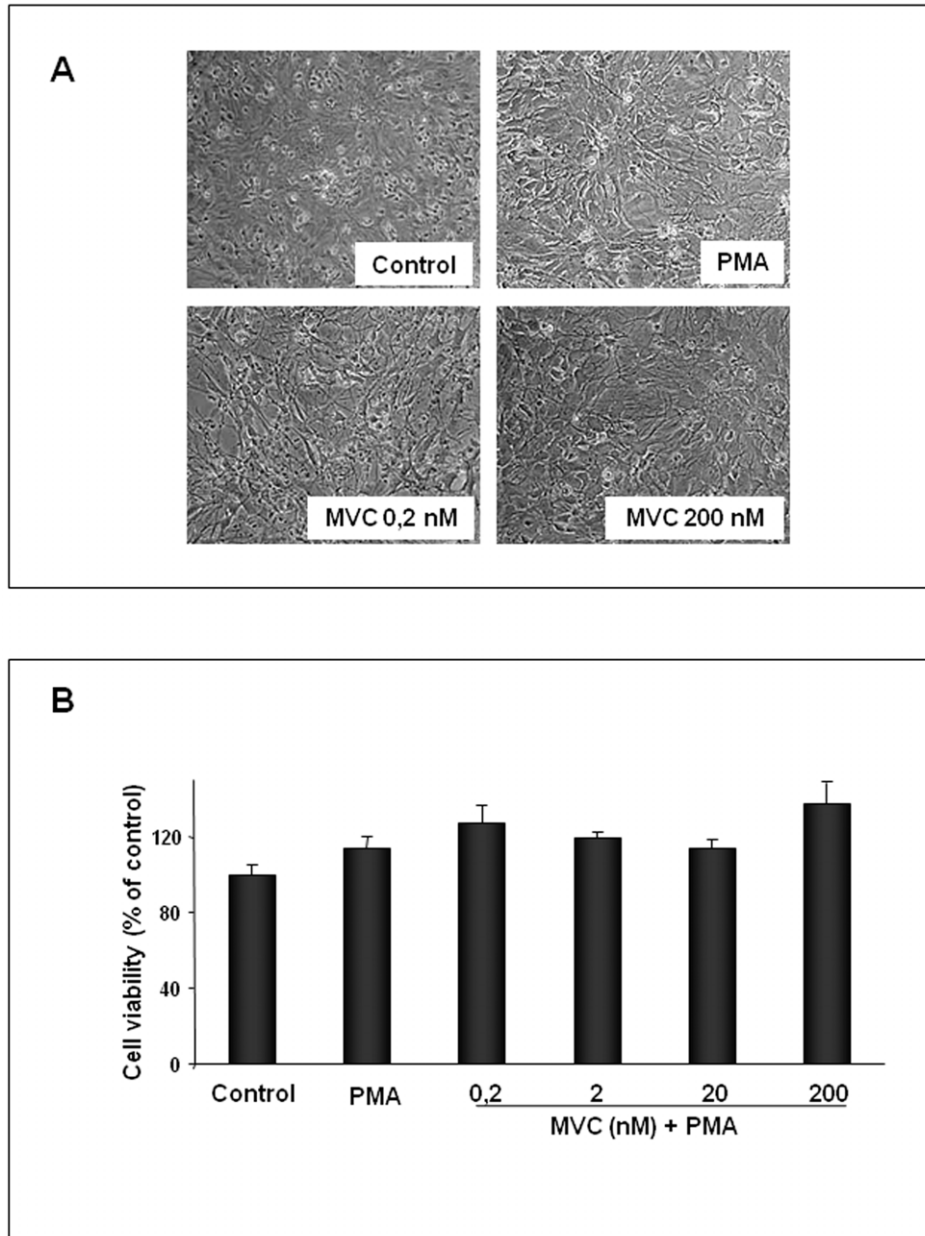 A
Control
PMA
MVC 0,2 nM
MVC 200 nM
B
Cell viability (% of control)
120
80
40
0
Control
PMA
0,2
2
20
200
MVC (nM) + PMA